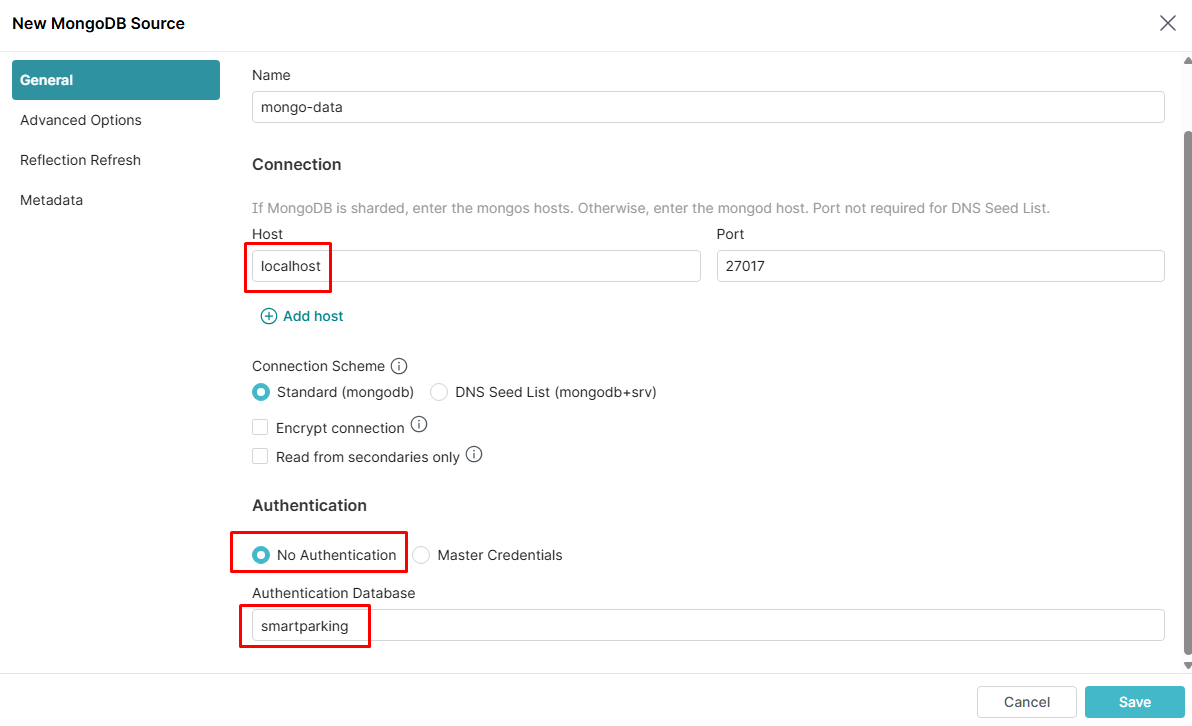 New MongoDB Source
General
Advanced Options
Reflection Refresh
Metadata
Name
mongo-data
Connection
If MongoDB is sharded, enter the mongos hosts. Otherwise, enter the mongod host. Port not required for DNS Seed List.
Host Port
localhost 27017
Add host
Connection Scheme
Standard (mongodb) DNS Seed List (mongodb+srv)
Encrypt connection
Read from secondaries only
Authentication
No Authentication Master Credentials
Authentication Database
smartparking
Cancel Save